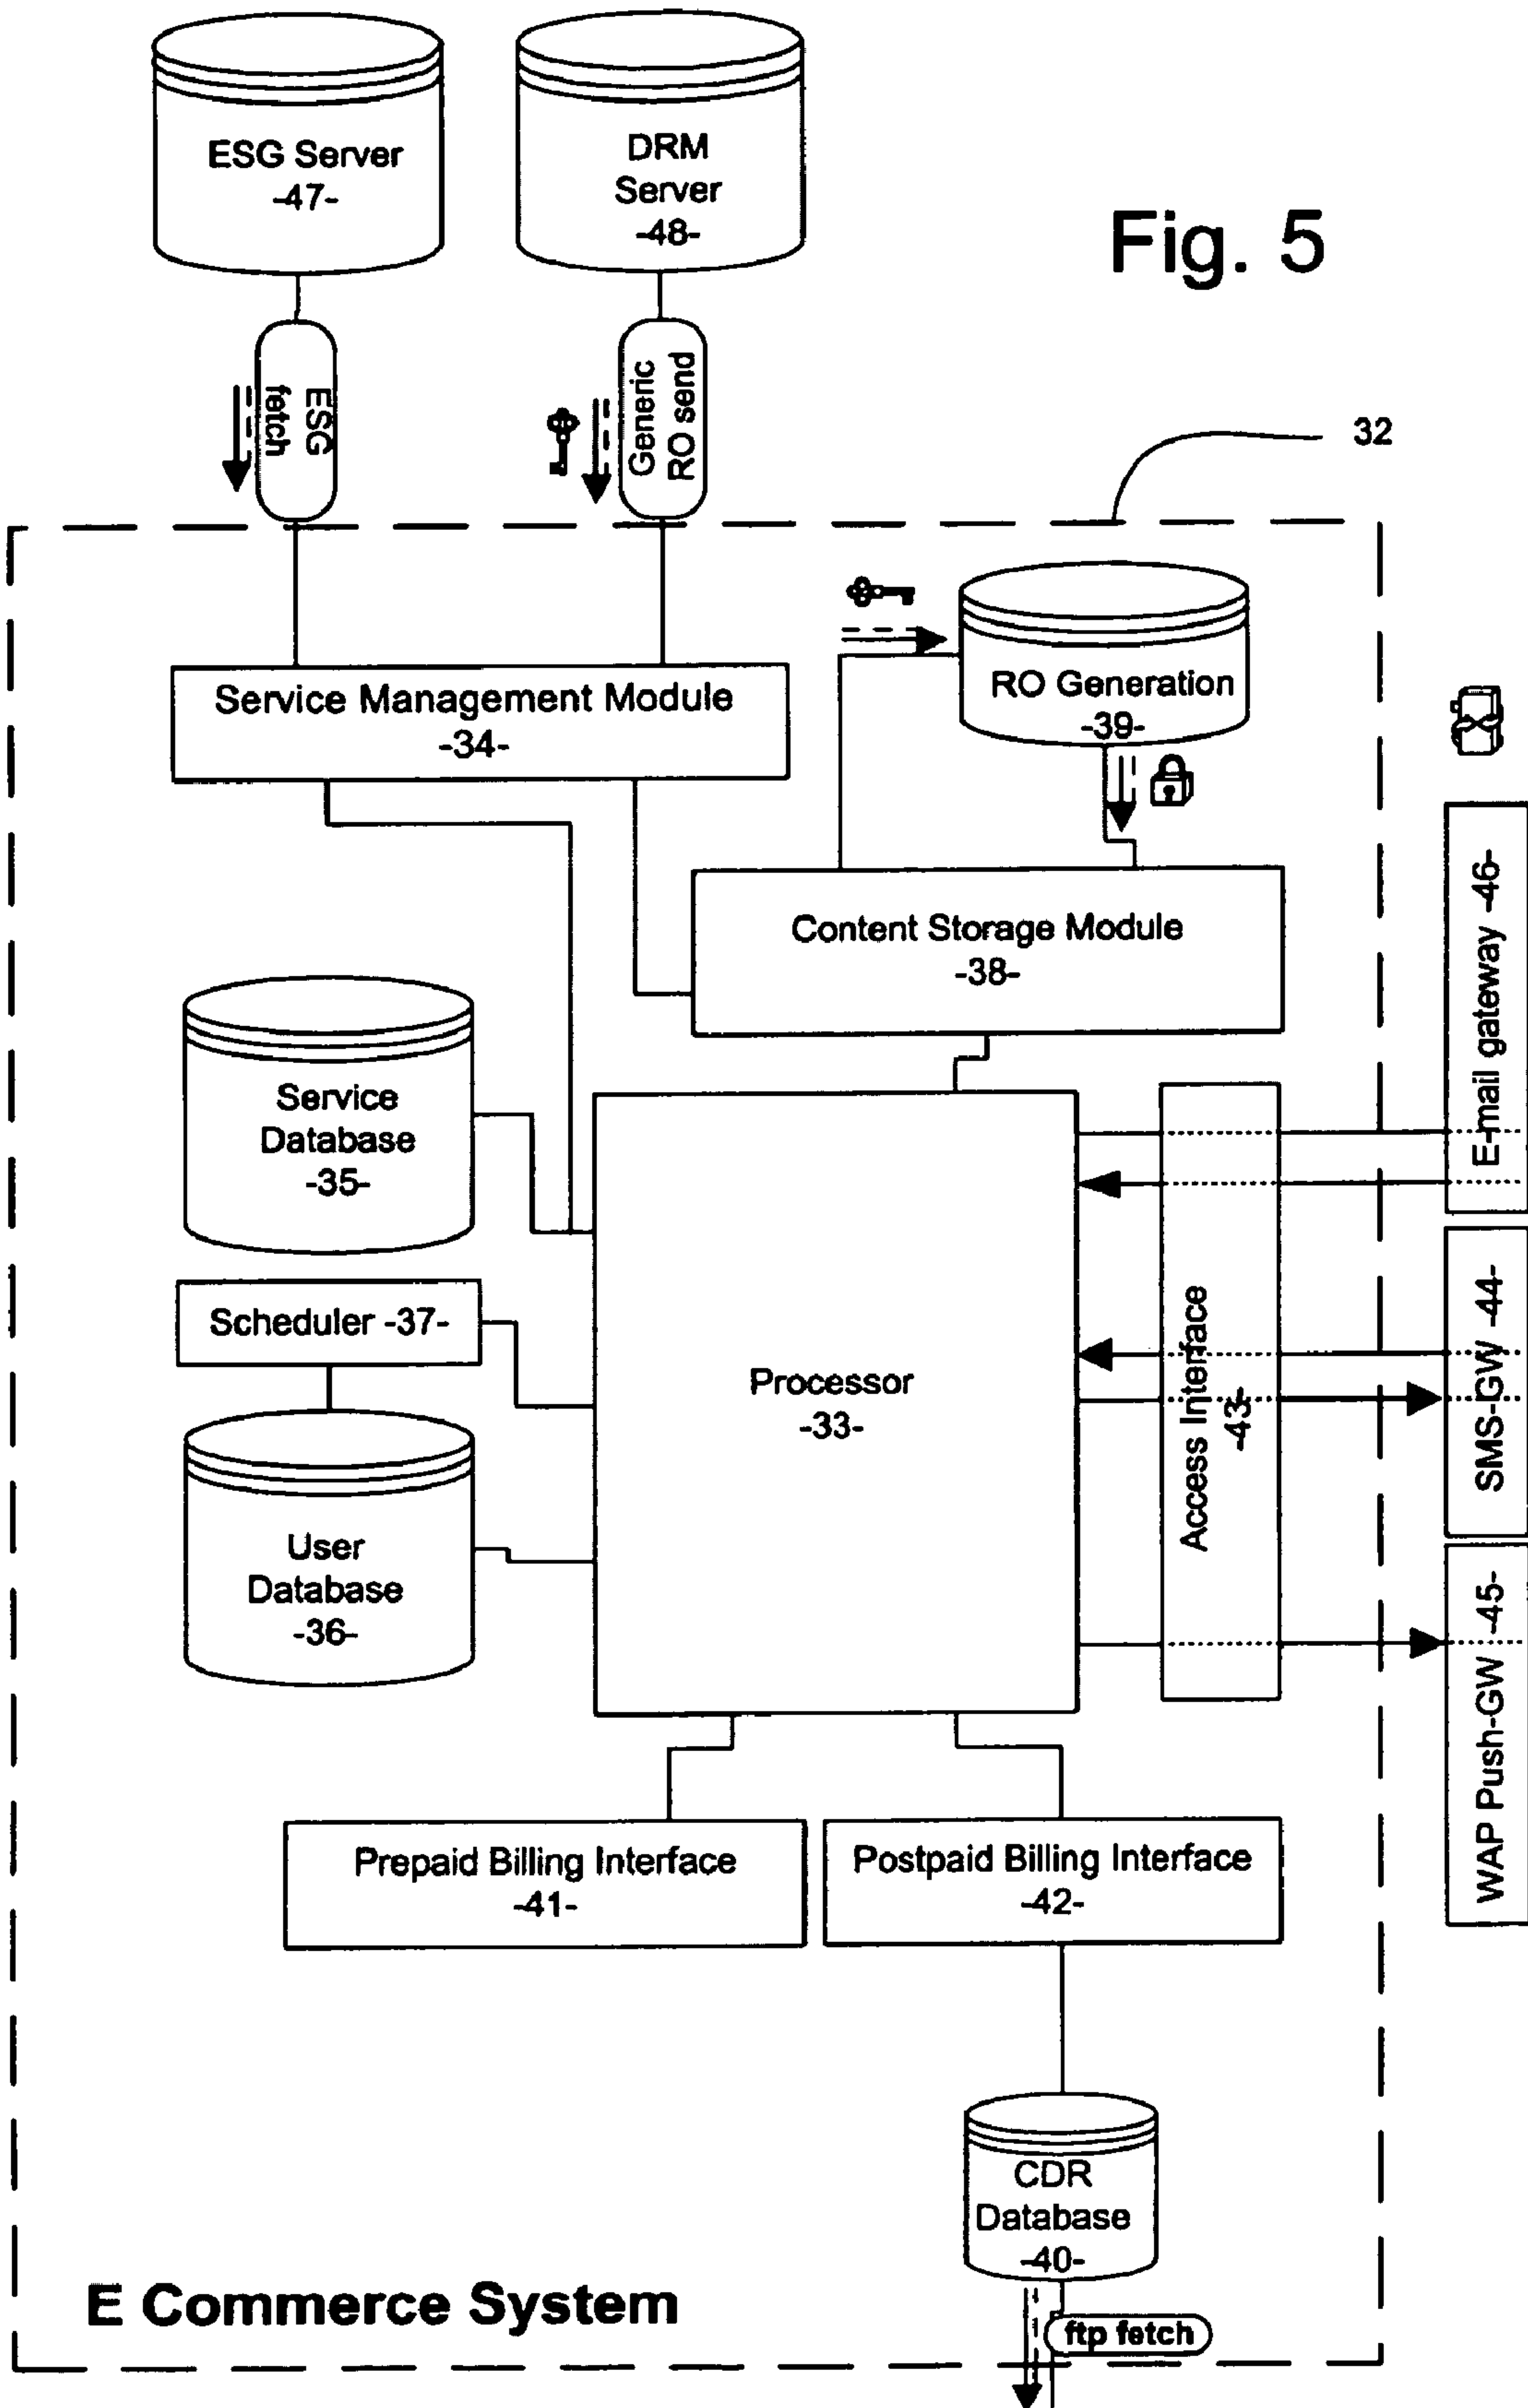 ESG Server
-47-
DRM
Server
-48-
Fig. 5
ESG
fetch
Generic
RO send
32
Service Management Module
-34-
RO Generation
-39-
Content Storage Module
-38-
E-mail gateway -46-
Service
Database
-35-
Scheduler -37-
Processor
-33-
Access Interface
-43-
SMS-GW -44-
User
Database
-36-
WAP Push-GW -45-
Prepaid Billing Interface
-41-
Postpaid Billing Interface
-42-
CDR
Database
-40-
E Commerce System
ftp fetch